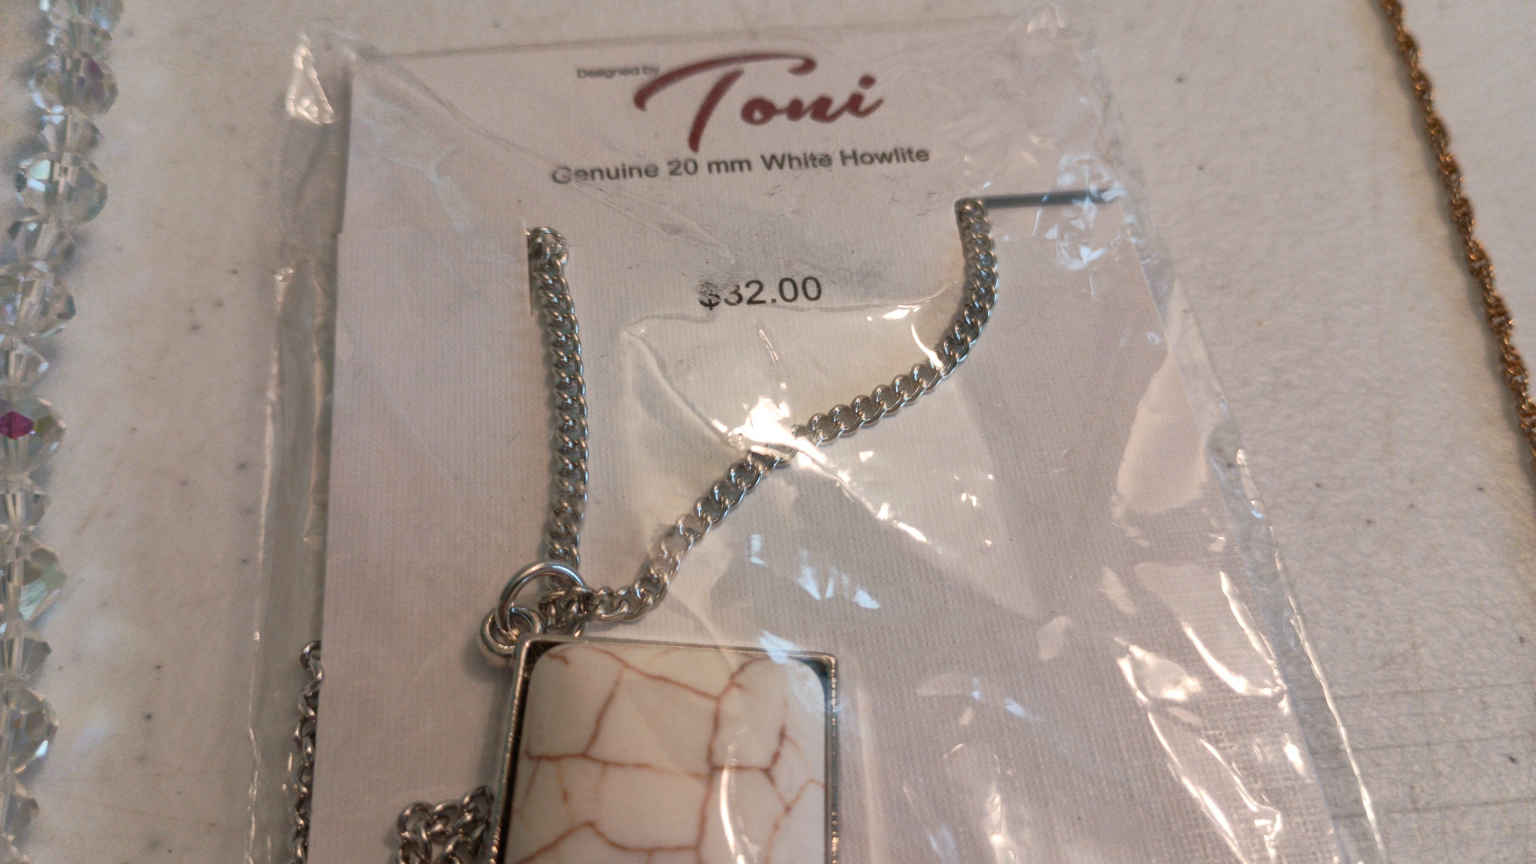 Designed by
Toni
Genuine 20 mm White Howlite
$32.00